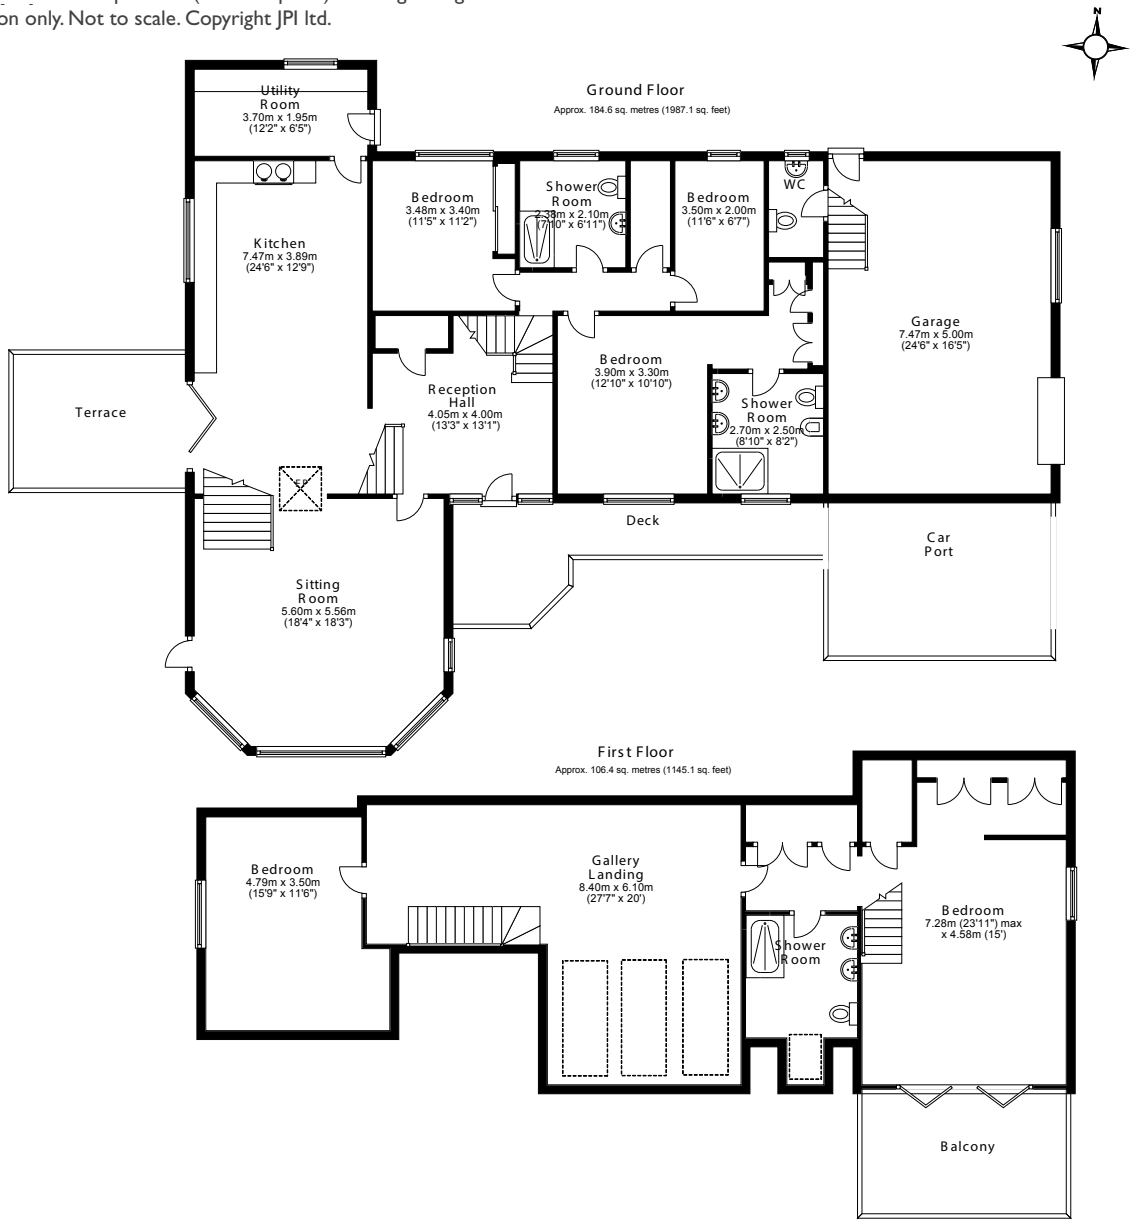 on only. Not to scale. Copyright JPI ltd.
N
Ground Floor
Approx. 184.6 sq. metres (1987.1 sq. feet)
Utility
Room
3.70m x 1.95m
(12'2" x 6'5")
Bedroom
3.48m x 3.40m
(11'5" x 11'2")
Shower
Room
2.38m x 2.10m
(7'10" x 6'11")
Bedroom
3.50m x 2.00m
(11'6" x 6'7")
WC
Kitchen
7.47m x 3.89m
(24'6" x 12'9")
Garage
7.47m x 5.00m
(24'6" x 16'5")
Terrace
Reception
Hall
4.05m x 4.00m
(13'3" x 13'1")
Bedroom
3.90m x 3.30m
(12'10" x 10'10")
Shower
Room
2.70m x 2.50m
(8'10" x 8'2")
Deck
Car
Port
Sitting
Room
5.60m x 5.56m
(18'4" x 18'3")
First Floor
Approx. 106.4 sq. metres (1145.1 sq. feet)
Bedroom
4.79m x 3.50m
(15'9" x 11'6")
Gallery
Landing
8.40m x 6.10m
(27'7" x 20')
Shower
Room
Bedroom
7.28m (23'11") max
x 4.58m (15')
Balcony